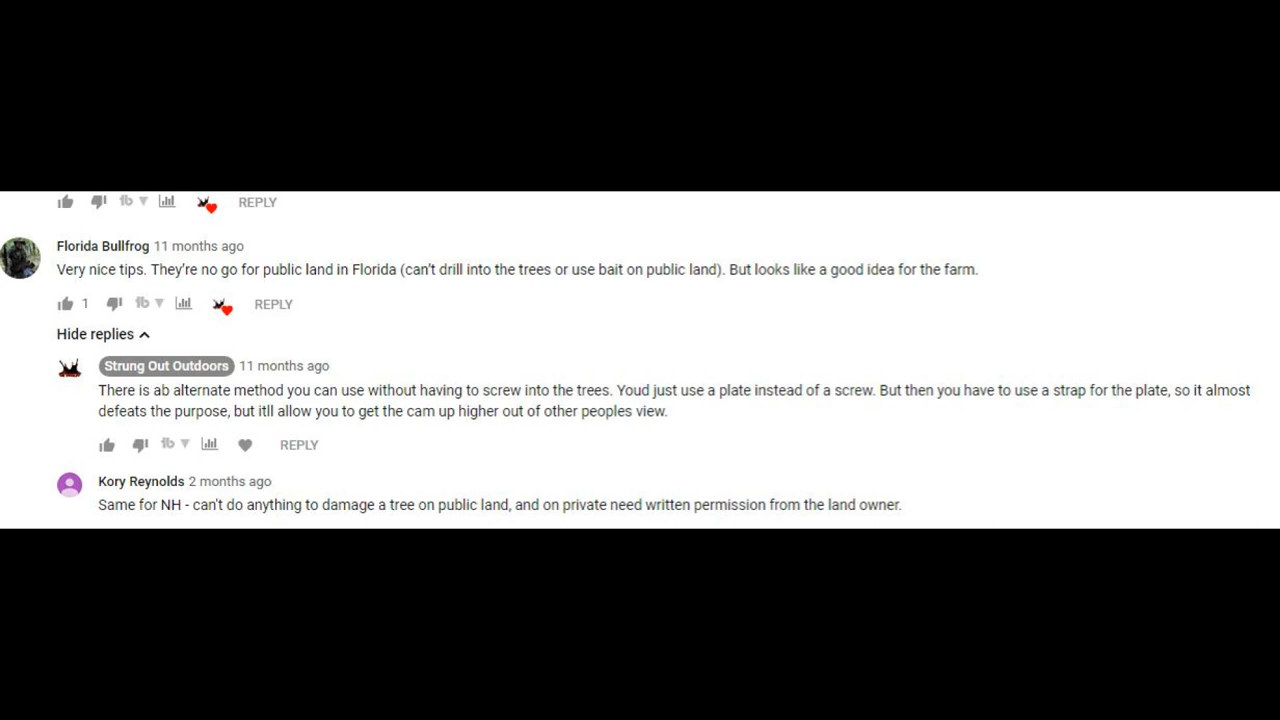 REPLY
Florida Bullfrog 11 months ago
Very nice tips. They're no go for public land in Florida (can't drill into the trees or use bait on public land). But looks like a good idea for the farm.
1 REPLY
Hide replies
Strung Out Outdoors 11 months ago
There is ab alternate method you can use without having to screw into the trees. Youd just use a plate instead of a screw. But then you have to use a strap for the plate, so it almost
defeats the purpose, but itll allow you to get the cam up higher out of other peoples view.
REPLY
Kory Reynolds 2 months ago
Same for NH - can't do anything to damage a tree on public land, and on private need written permission from the land owner.